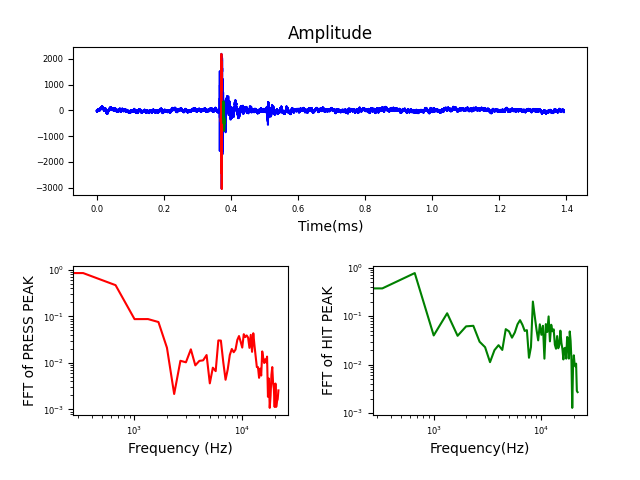 Amplitude
2000
1000
0
−1000
−2000
−3000
0.0 0.2 0.4 0.6 0.8 1.0 1.2 1.4
Time(ms)
FFT of PRESS PEAK
10⁰
10⁻¹
10⁻²
10⁻³
10³ 10⁴
Frequency (Hz)
FFT of HIT PEAK
10⁰
10⁻¹
10⁻²
10⁻³
10³ 10⁴
Frequency(Hz)